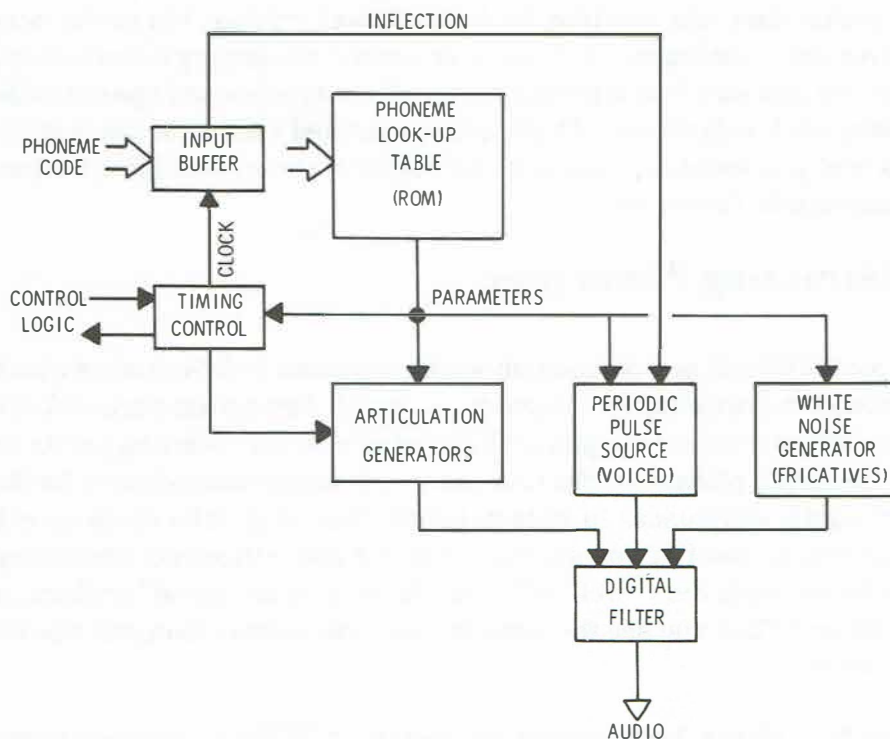 INFLECTION
PHONEME
CODE
INPUT
BUFFER
PHONEME
LOOK-UP
TABLE
(ROM)
CLOCK
CONTROL
LOGIC
TIMING
CONTROL
PARAMETERS
ARTICULATION
GENERATORS
PERIODIC
PULSE
SOURCE
(VOICED)
WHITE
NOISE
GENERATOR
(FRICATIVES)
DIGITAL
FILTER
AUDIO